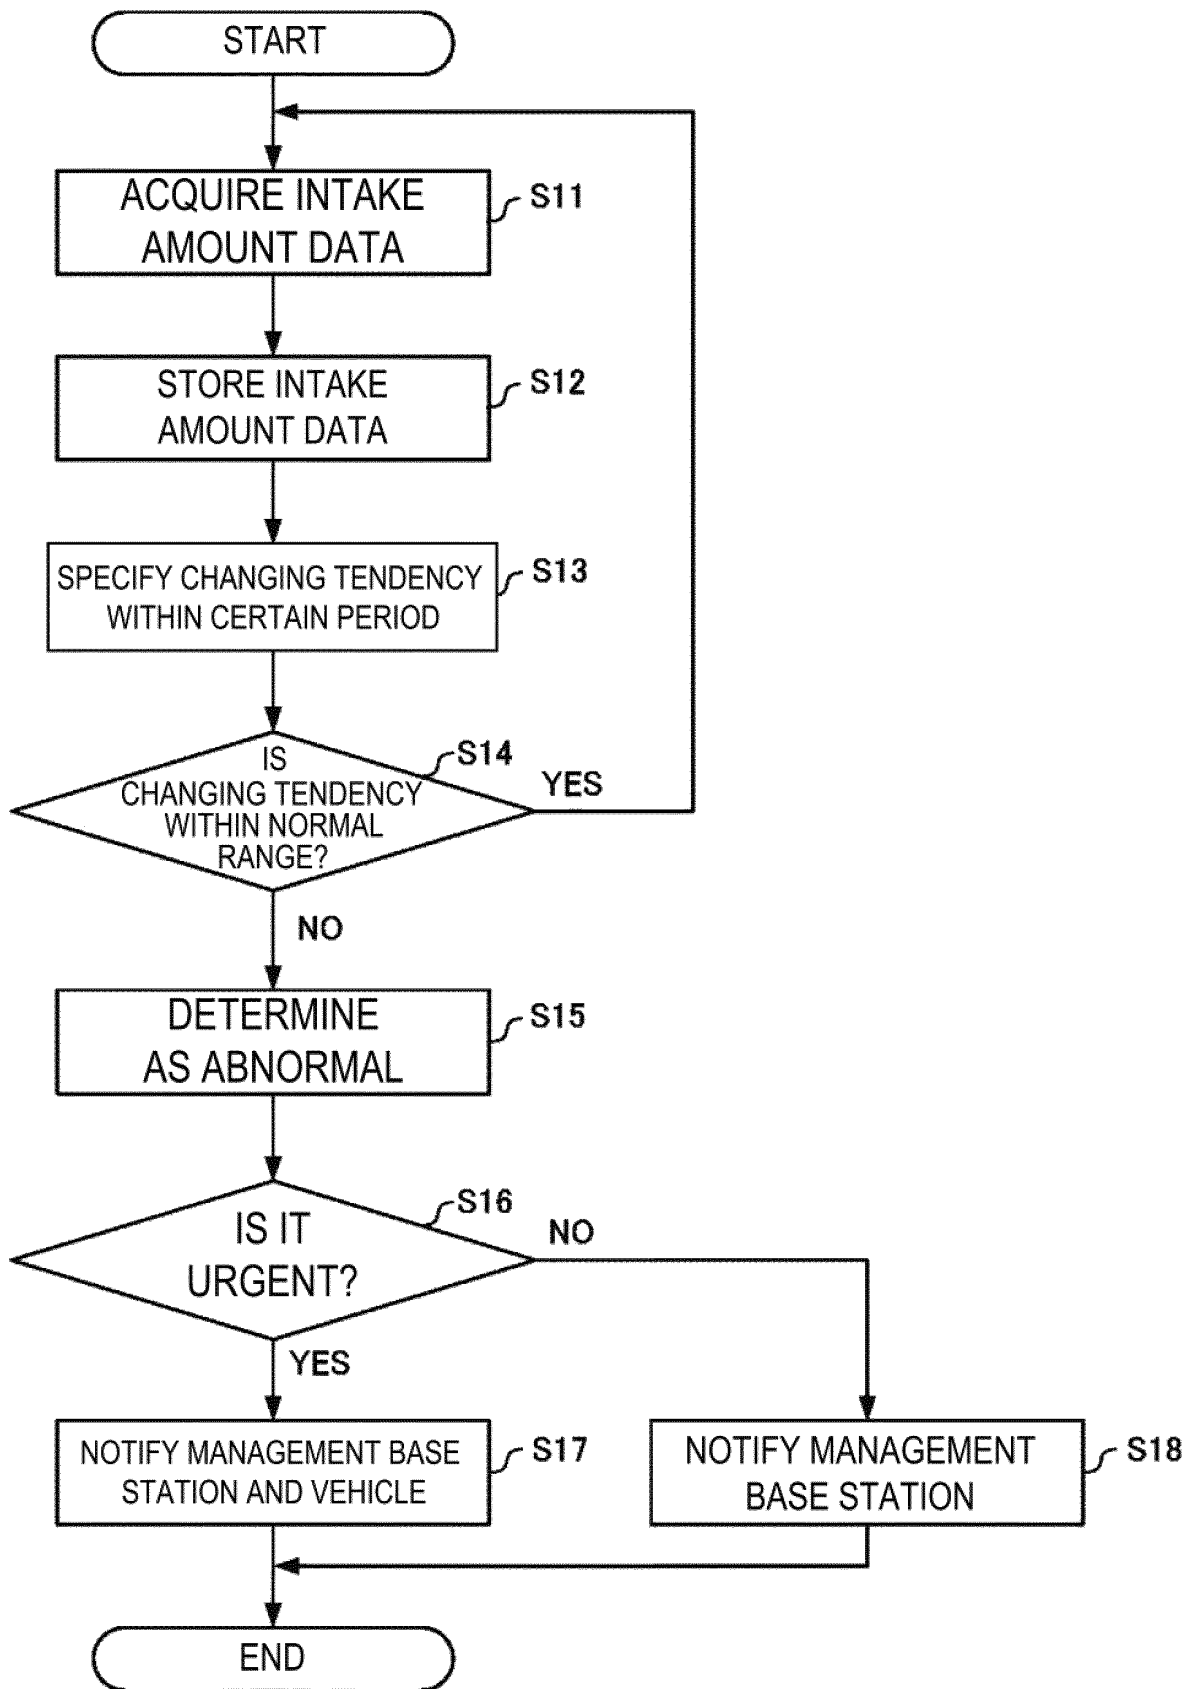 START
ACQUIRE INTAKE
AMOUNT DATA
S11
STORE INTAKE
AMOUNT DATA
S12
SPECIFY CHANGING TENDENCY
WITHIN CERTAIN PERIOD
S13
IS
CHANGING TENDENCY
WITHIN NORMAL
RANGE?
S14
YES
NO
DETERMINE
AS ABNORMAL
S15
IS IT
URGENT?
S16
NO
YES
NOTIFY MANAGEMENT BASE
STATION AND VEHICLE
S17
NOTIFY MANAGEMENT
BASE STATION
S18
END